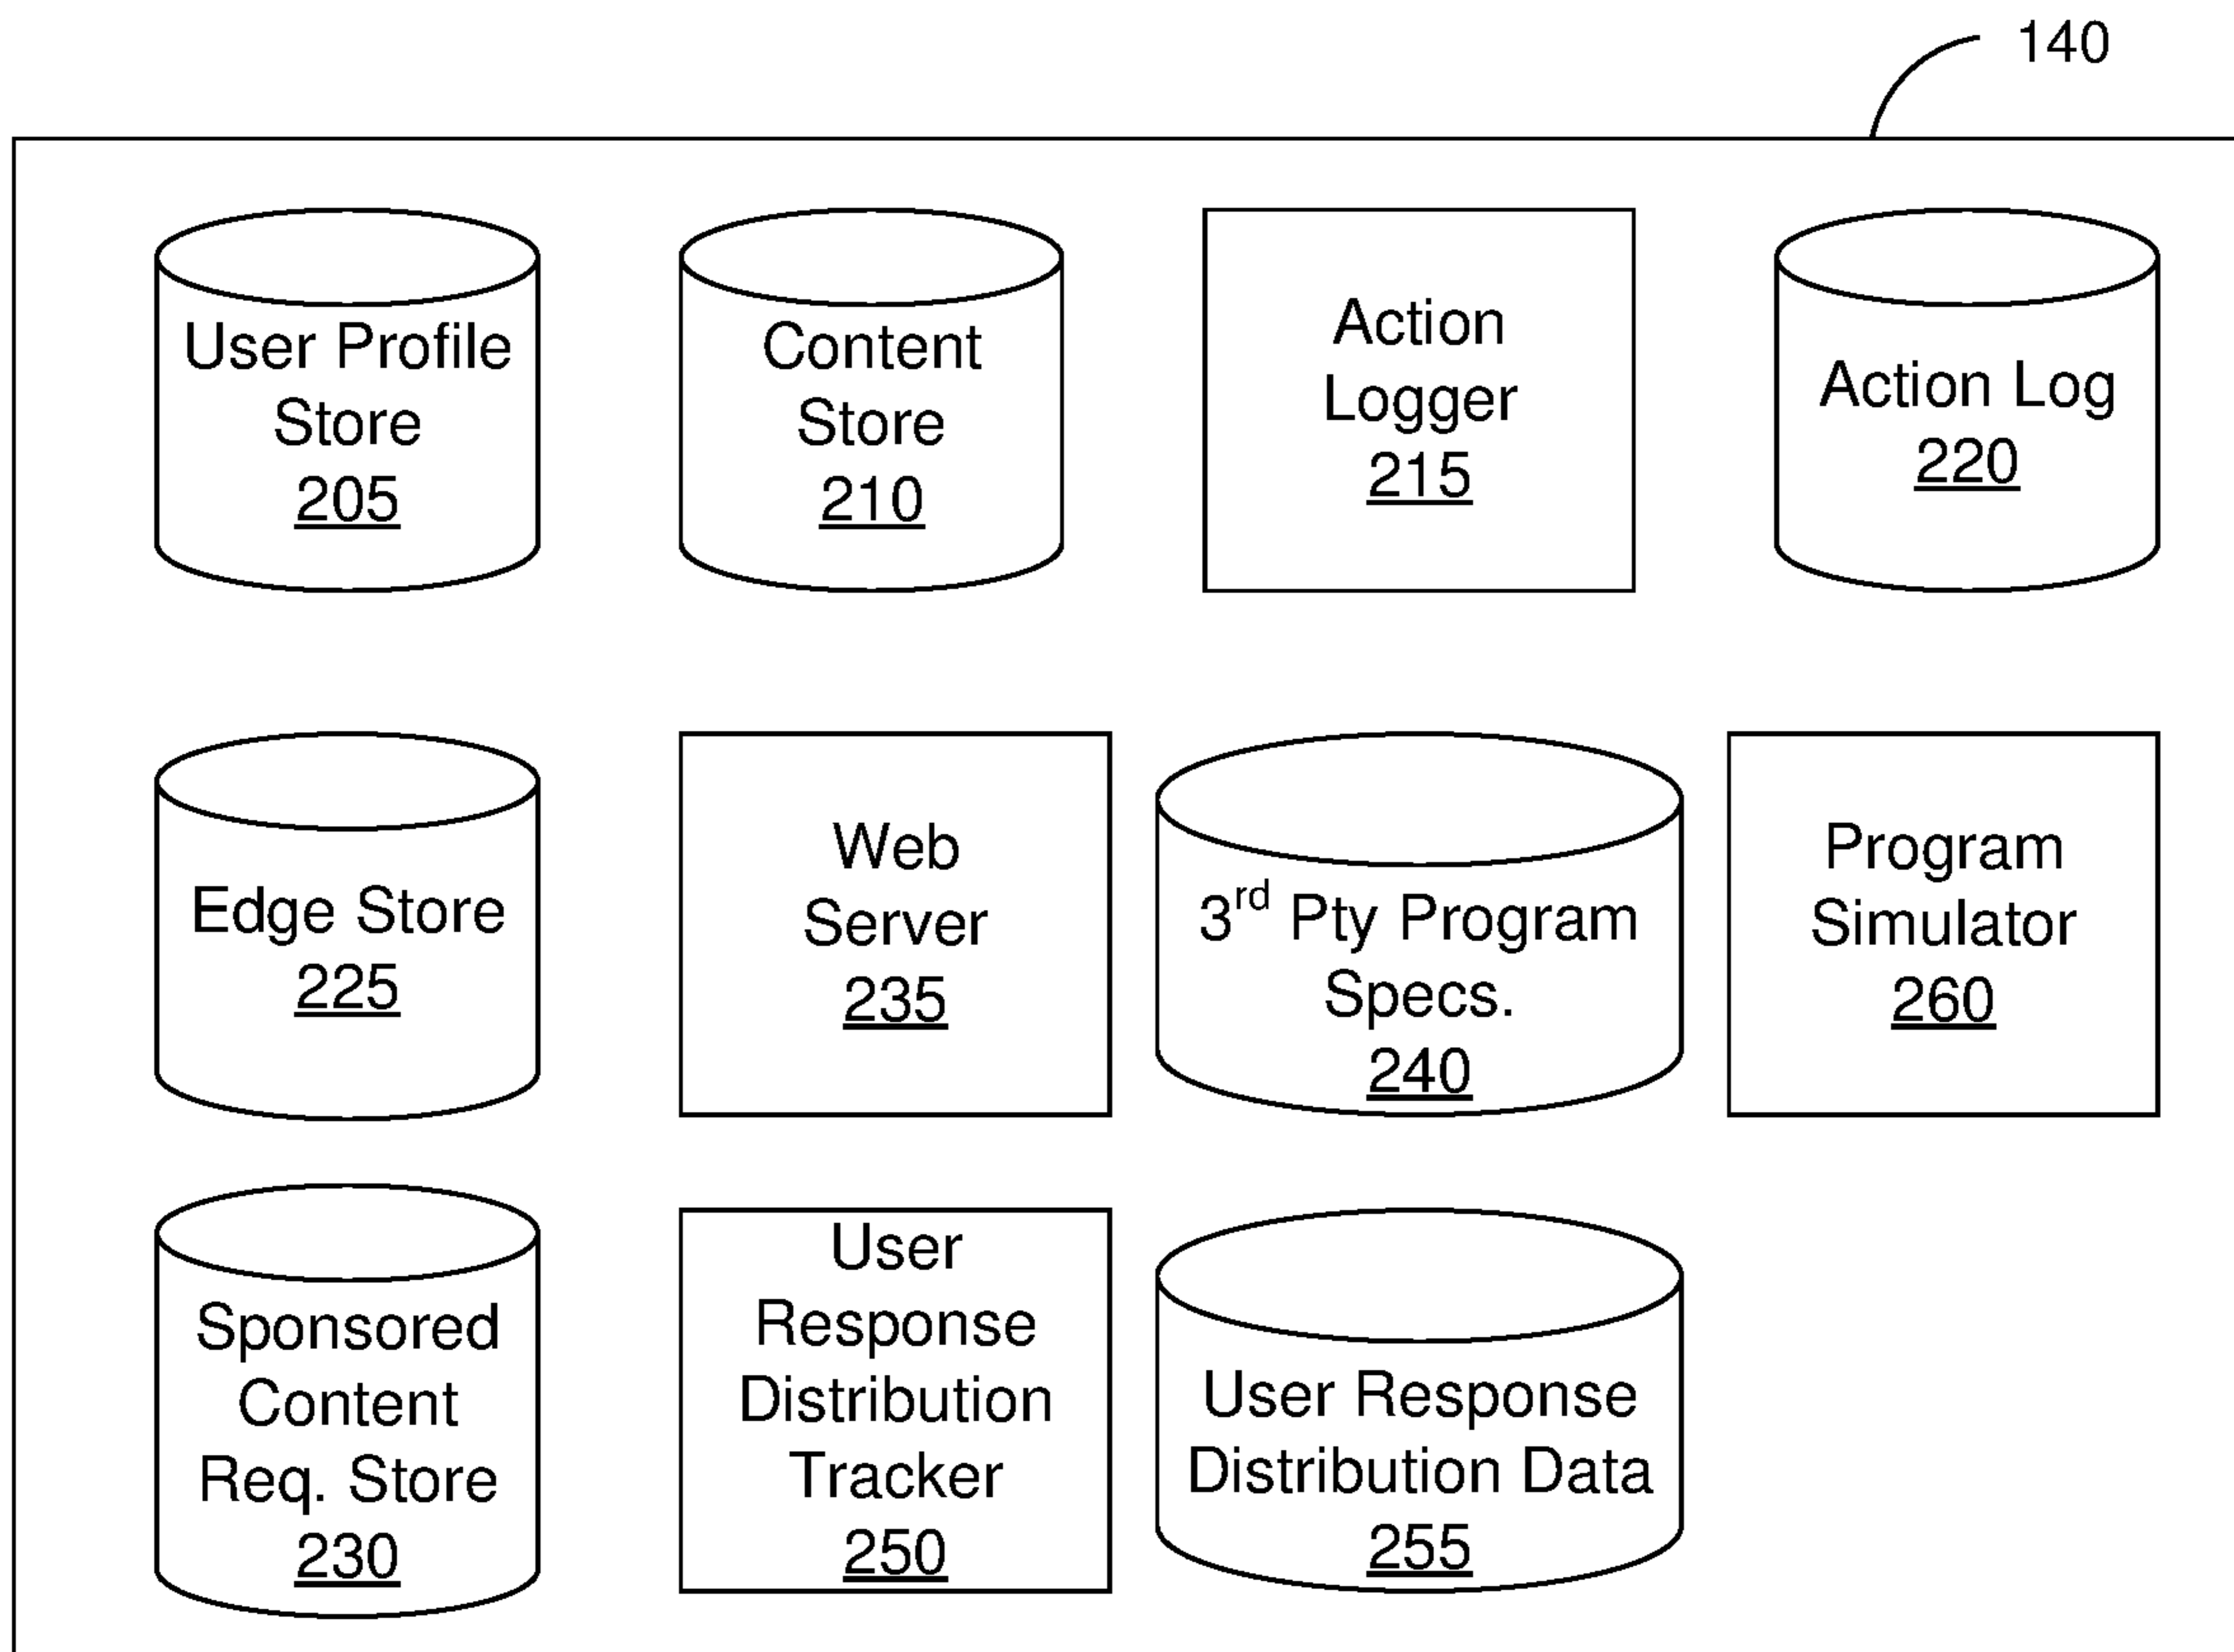 140
User Profile
Store
205
Content
Store
210
Action
Logger
215
Action Log
220
Edge Store
225
Web
Server
235
3rd Pty Program
Specs.
240
Program
Simulator
260
Sponsored
Content
Req. Store
230
User
Response
Distribution
Tracker
250
User Response
Distribution Data
255